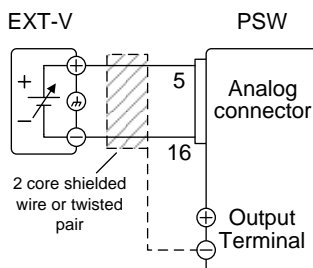 EXT-V
PSW
5
Analog
connector
16
2 core shielded
wire or twisted
pair
Output
Terminal